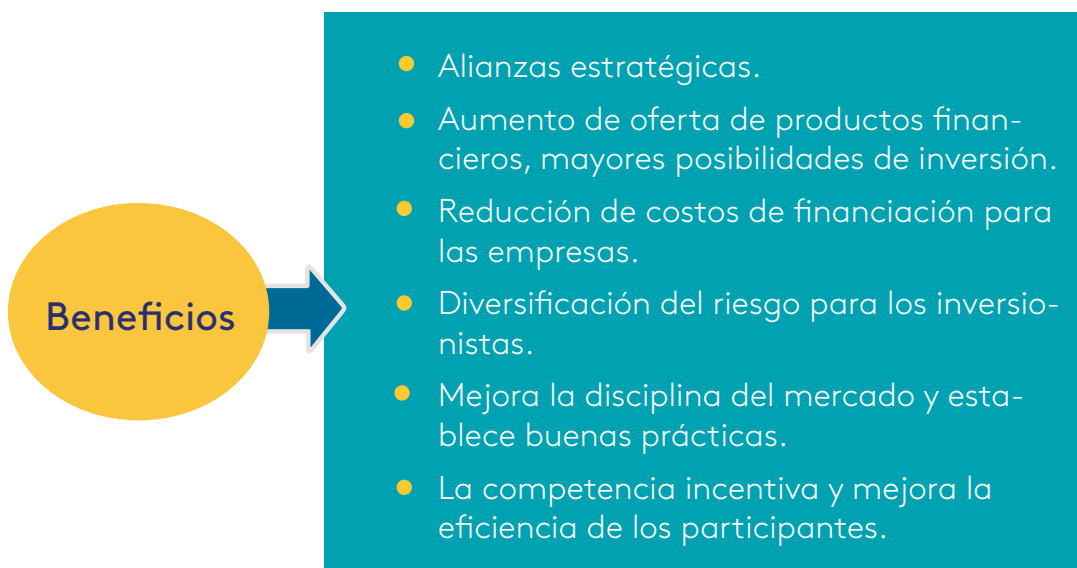 Beneficios
Alianzas estratégicas.
Aumento de oferta de productos finan-
cieros, mayores posibilidades de inversión.
Reducción de costos de financiación para
las empresas.
Diversificación del riesgo para los inversio-
nistas.
Mejora la disciplina del mercado y esta-
blece buenas prácticas.
La competencia incentiva y mejora la
eficiencia de los participantes.